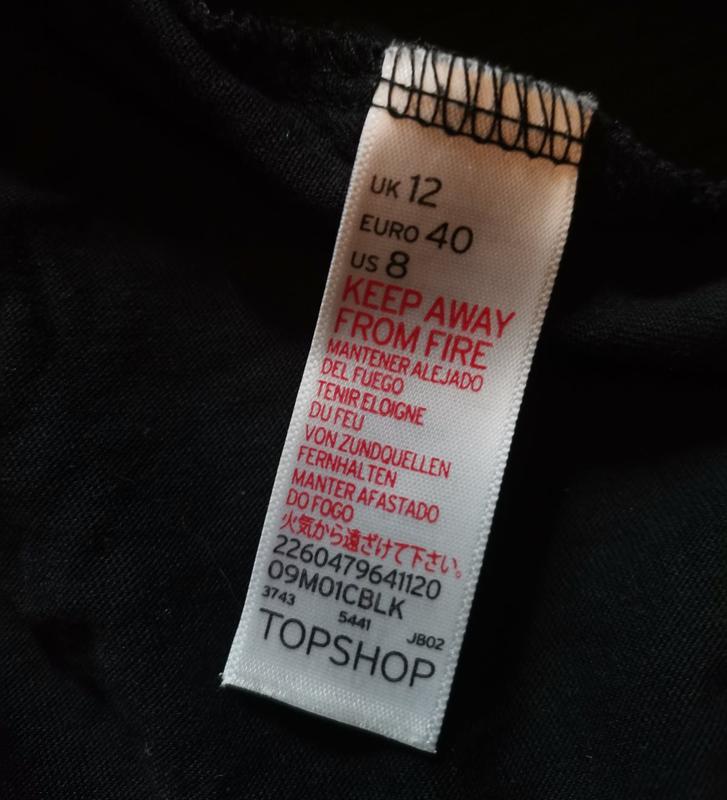 UK 12
EURO 40
US 8
KEEP AWAY
FROM FIRE
MANTENER ALEJADO
DEL FUEGO
TENIR ELOIGNE
DU FEU
VON ZUNDQUELLEN
FERNHALTEN
MANTER AFASTADO
DO FOGO
火気から遠ざけて下さい。
2260479641120
09M01CBLK
3743 5441 JB02
TOPSHOP